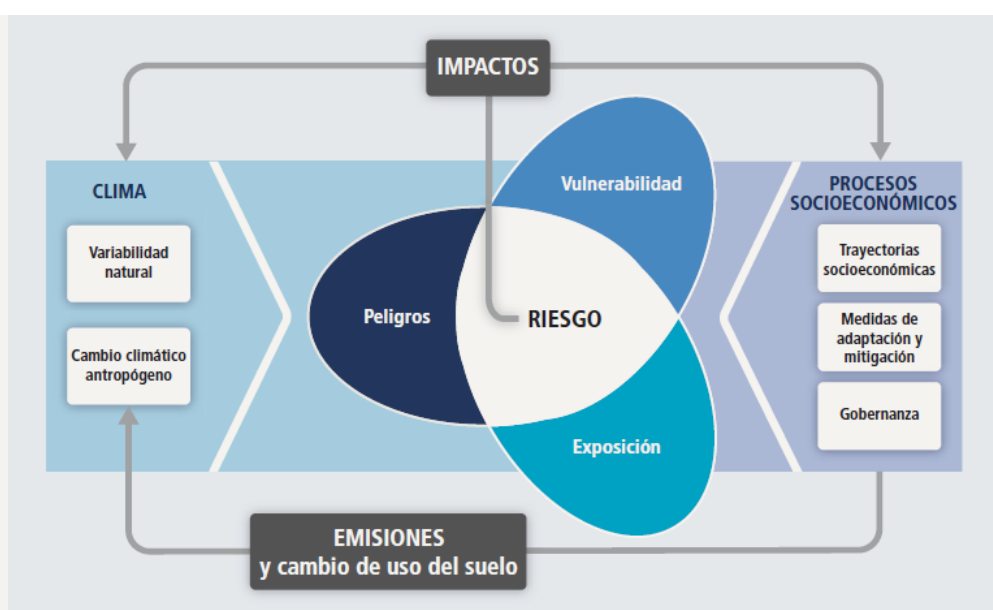 IMPACTOS
CLIMA
Variabilidad
natural
Cambio climático
antropógeno
Peligros
Vulnerabilidad
RIESGO
Exposición
PROCESOS
SOCIOECONÓMICOS
Trayectorias
socioeconómicas
Medidas de
adaptación y
mitigación
Gobernanza
EMISIONES
y cambio de uso del suelo